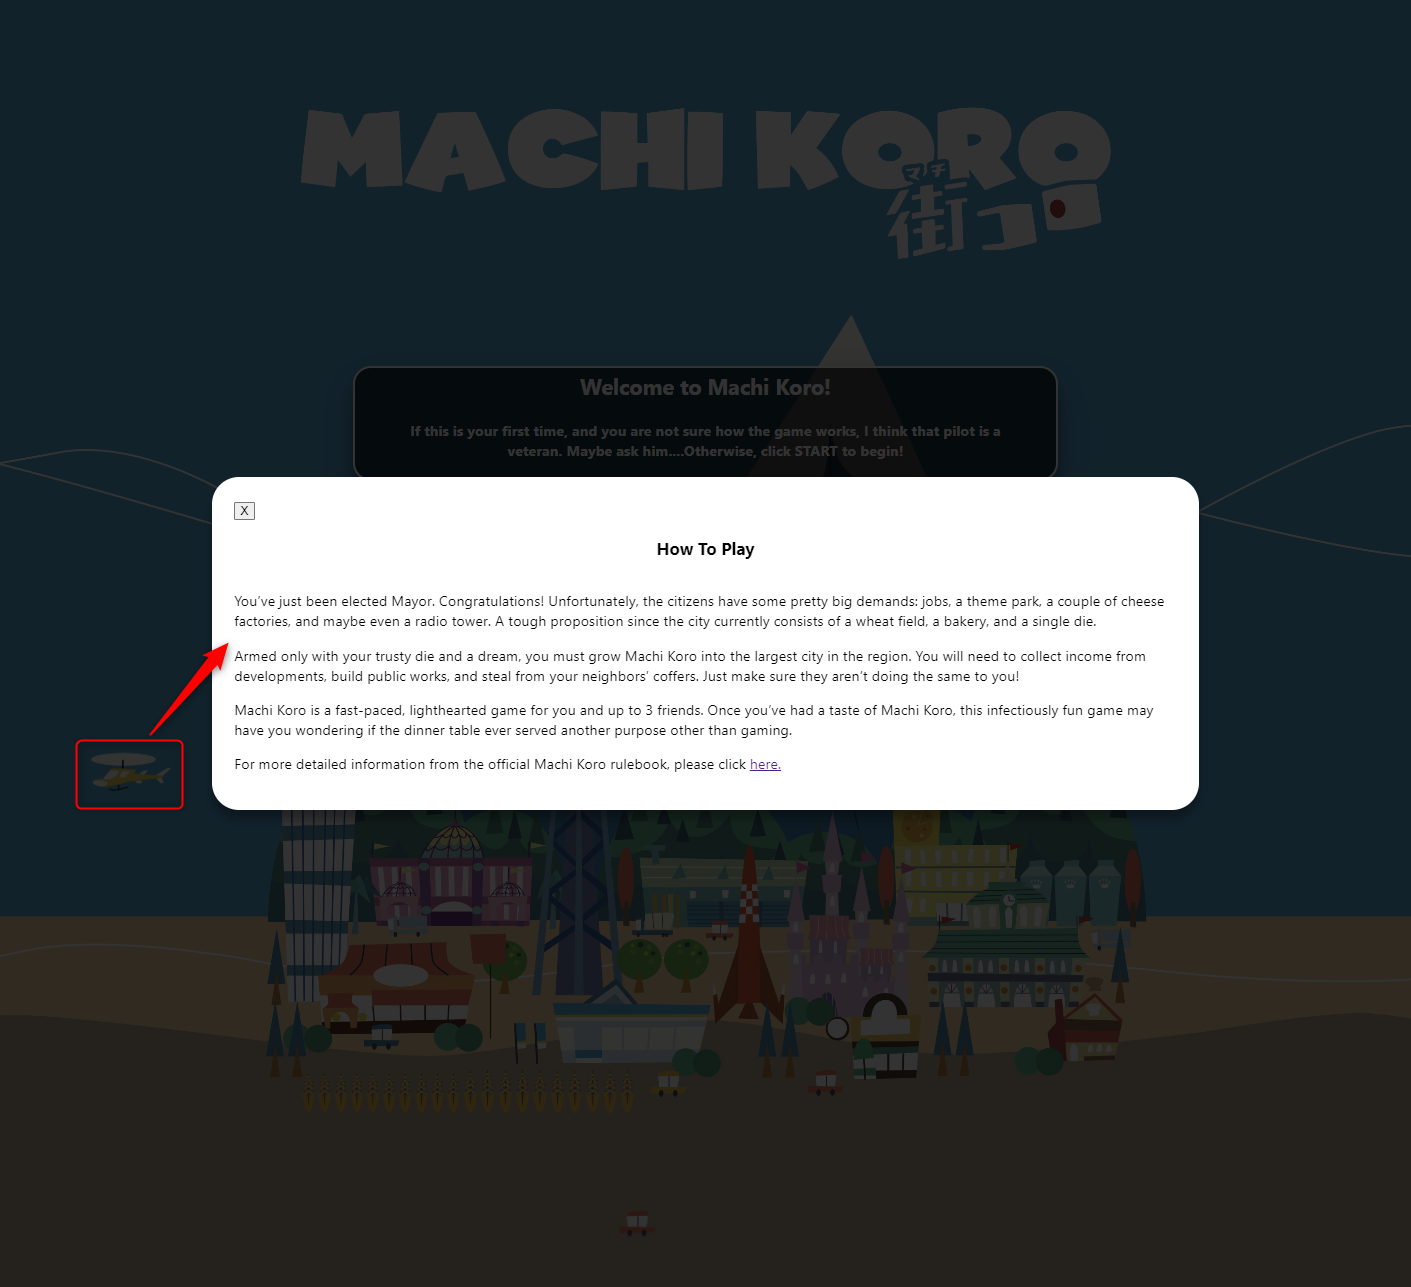 MACHI KORO
マチ
街コロ
Welcome to Machi Koro!
If this is your first time, and you are not sure how the game works, I think that pilot is a
veteran. Maybe ask him....Otherwise, click START to begin!
X
How To Play
You’ve just been elected Mayor. Congratulations! Unfortunately, the citizens have some pretty big demands: jobs, a theme park, a couple of cheese
factories, and maybe even a radio tower. A tough proposition since the city currently consists of a wheat field, a bakery, and a single die.
Armed only with your trusty die and a dream, you must grow Machi Koro into the largest city in the region. You will need to collect income from
developments, build public works, and steal from your neighbors’ coffers. Just make sure they aren’t doing the same to you!
Machi Koro is a fast-paced, lighthearted game for you and up to 3 friends. Once you’ve had a taste of Machi Koro, this infectiously fun game may
have you wondering if the dinner table ever served another purpose other than gaming.
For more detailed information from the official Machi Koro rulebook, please click here.